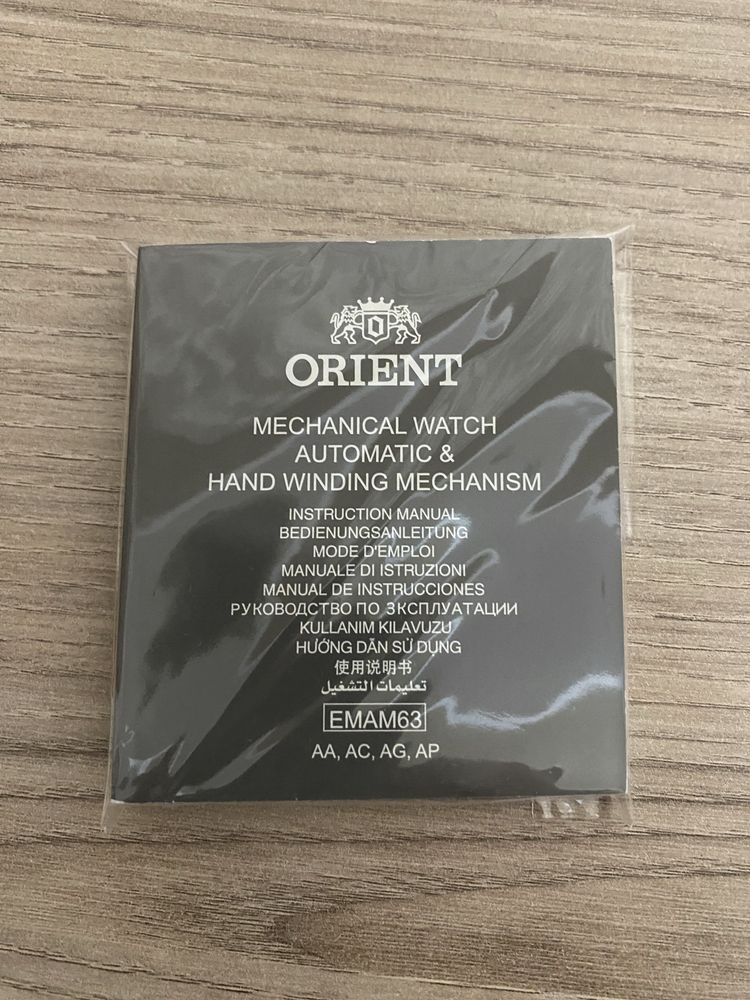 ORIENT
MECHANICAL WATCH
AUTOMATIC &
HAND WINDING MECHANISM
INSTRUCTION MANUAL
BEDIENUNGSANLEITUNG
MODE D'EMPLOI
MANUALE DI ISTRUZIONI
MANUAL DE INSTRUCCIONES
РУКОВОДСТВО ПО ЗКСПЛУАТАЦИИ
KULLANIM KILAVUZU
HƯỚNG DẪN SỬ DỤNG
使用说明书
تعليمات التشغيل
EMAM63
AA, AC, AG, AP